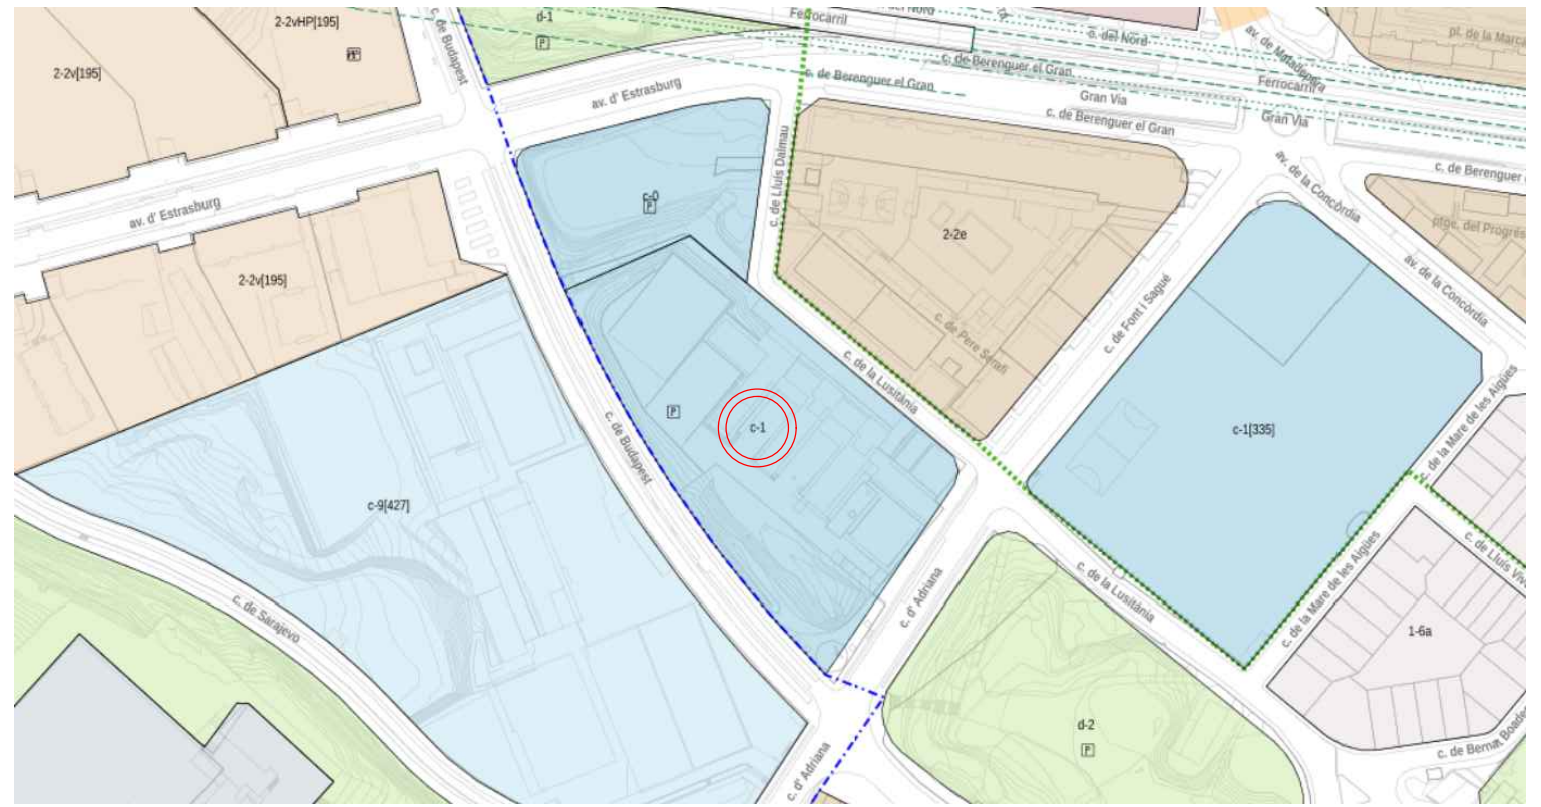 2-2vHP[195]
d-1
P
Ferrocarril
c. del Nord
av. de Matadepera
pl. de la Marca
c. de Budapest
2-2v[195]
av. d' Estrasburg
c. de Berenguer el Gran
c. de Berenguer el Gran
Ferrocarril
Gran Via
c. de Berenguer el Gran
Gran Via
c. de Lluís Dalmau
av. de la Concòrdia
c. de Berenguer
c-0
P
av. d' Estrasburg
2-2e
ptge. del Progrés
2-2v[195]
av. de la Concòrdia
c. de Font i Sagué
c. de Pere Serafí
c. de la Lusitània
P
c-1
c-1[335]
c. de la Mare de les Aigües
c. de Budapest
c-9[427]
c. de la Mare de les Aigües
c. de Lluís Vive
c. de Sarajevo
c. d' Adriana
c. de la Lusitània
1-6a
d-2
P
c. de Bernat Boade
c. d' Adriana